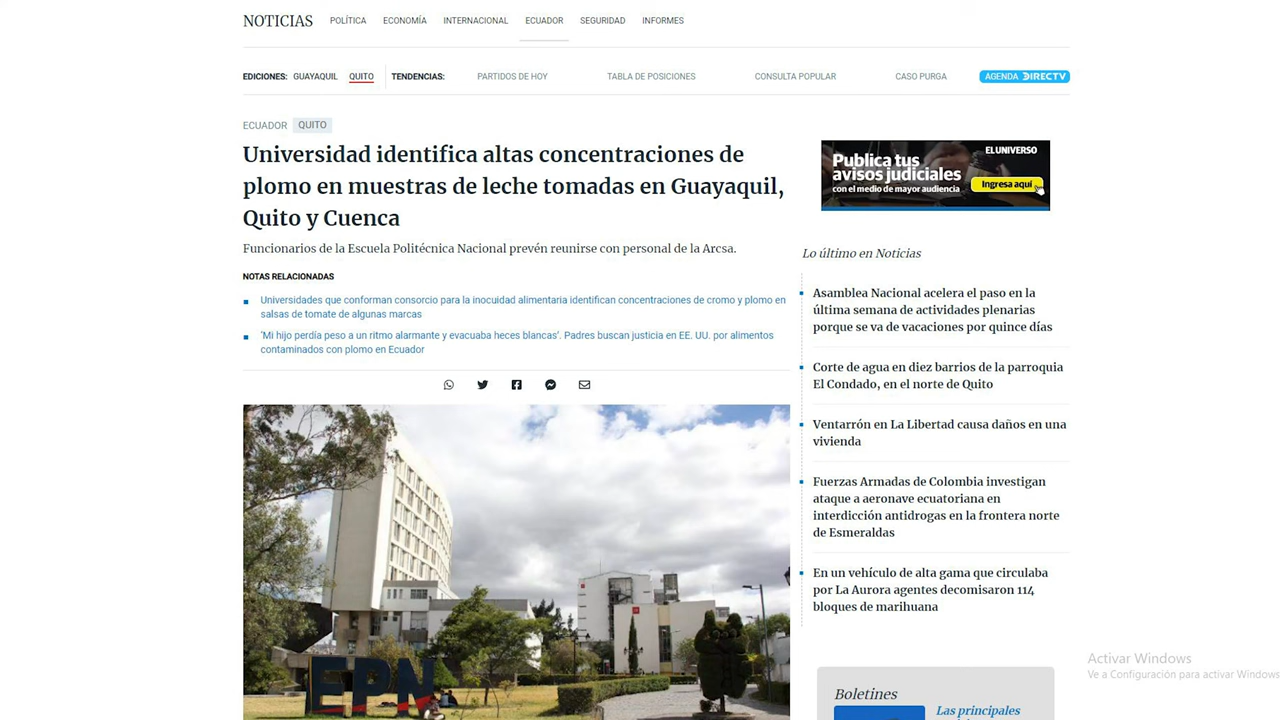 NOTICIAS POLÍTICA ECONOMÍA INTERNACIONAL ECUADOR SEGURIDAD INFORMES
EDICIONES: GUAYAQUIL QUITO TENDENCIAS: PARTIDOS DE HOY TABLA DE POSICIONES CONSULTA POPULAR CASO PURGA AGENDA DIRECTV
ECUADOR QUITO
Universidad identifica altas concentraciones de
plomo en muestras de leche tomadas en Guayaquil,
Quito y Cuenca
Funcionarios de la Escuela Politécnica Nacional prevén reunirse con personal de la Arcsa.
NOTAS RELACIONADAS
Universidades que conforman consorcio para la inocuidad alimentaria identifican concentraciones de cromo y plomo en
salsas de tomate de algunas marcas
'Mi hijo perdía peso a un ritmo alarmante y evacuaba heces blancas'. Padres buscan justicia en EE. UU. por alimentos
contaminados con plomo en Ecuador
EPN
EL UNIVERSO
Publica tus
avisos judiciales
con el medio de mayor audiencia
Ingresa aquí
Lo último en Noticias
Asamblea Nacional acelera el paso en la
última semana de actividades plenarias
porque se va de vacaciones por quince días
Corte de agua en diez barrios de la parroquia
El Condado, en el norte de Quito
Ventarrón en La Libertad causa daños en una
vivienda
Fuerzas Armadas de Colombia investigan
ataque a aeronave ecuatoriana en
interdicción antidrogas en la frontera norte
de Esmeraldas
En un vehículo de alta gama que circulaba
por La Aurora agentes decomisaron 114
bloques de marihuana
Boletines
Las principales
Activar Windows
Ve a Configuración para activar Windows